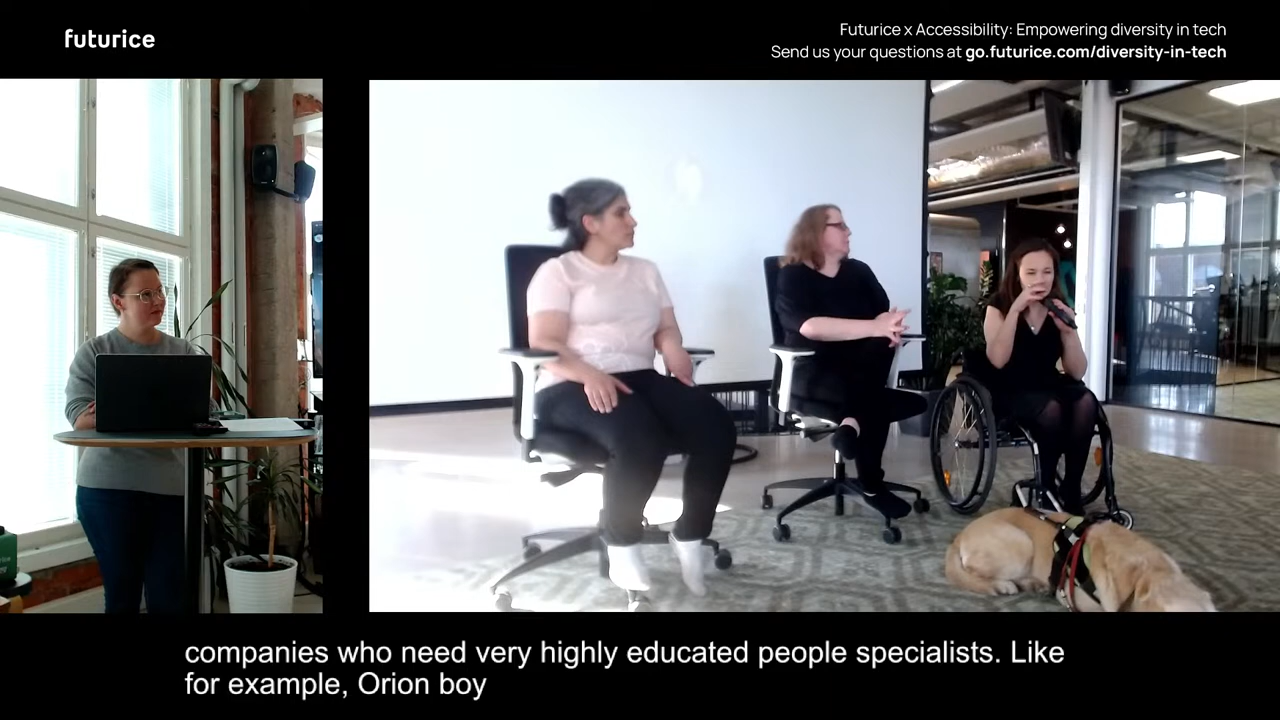 futurice
Futurice x Accessibility: Empowering diversity in tech
Send us your questions at go.futurice.com/diversity-in-tech
companies who need very highly educated people specialists. Like
for example, Orion boy